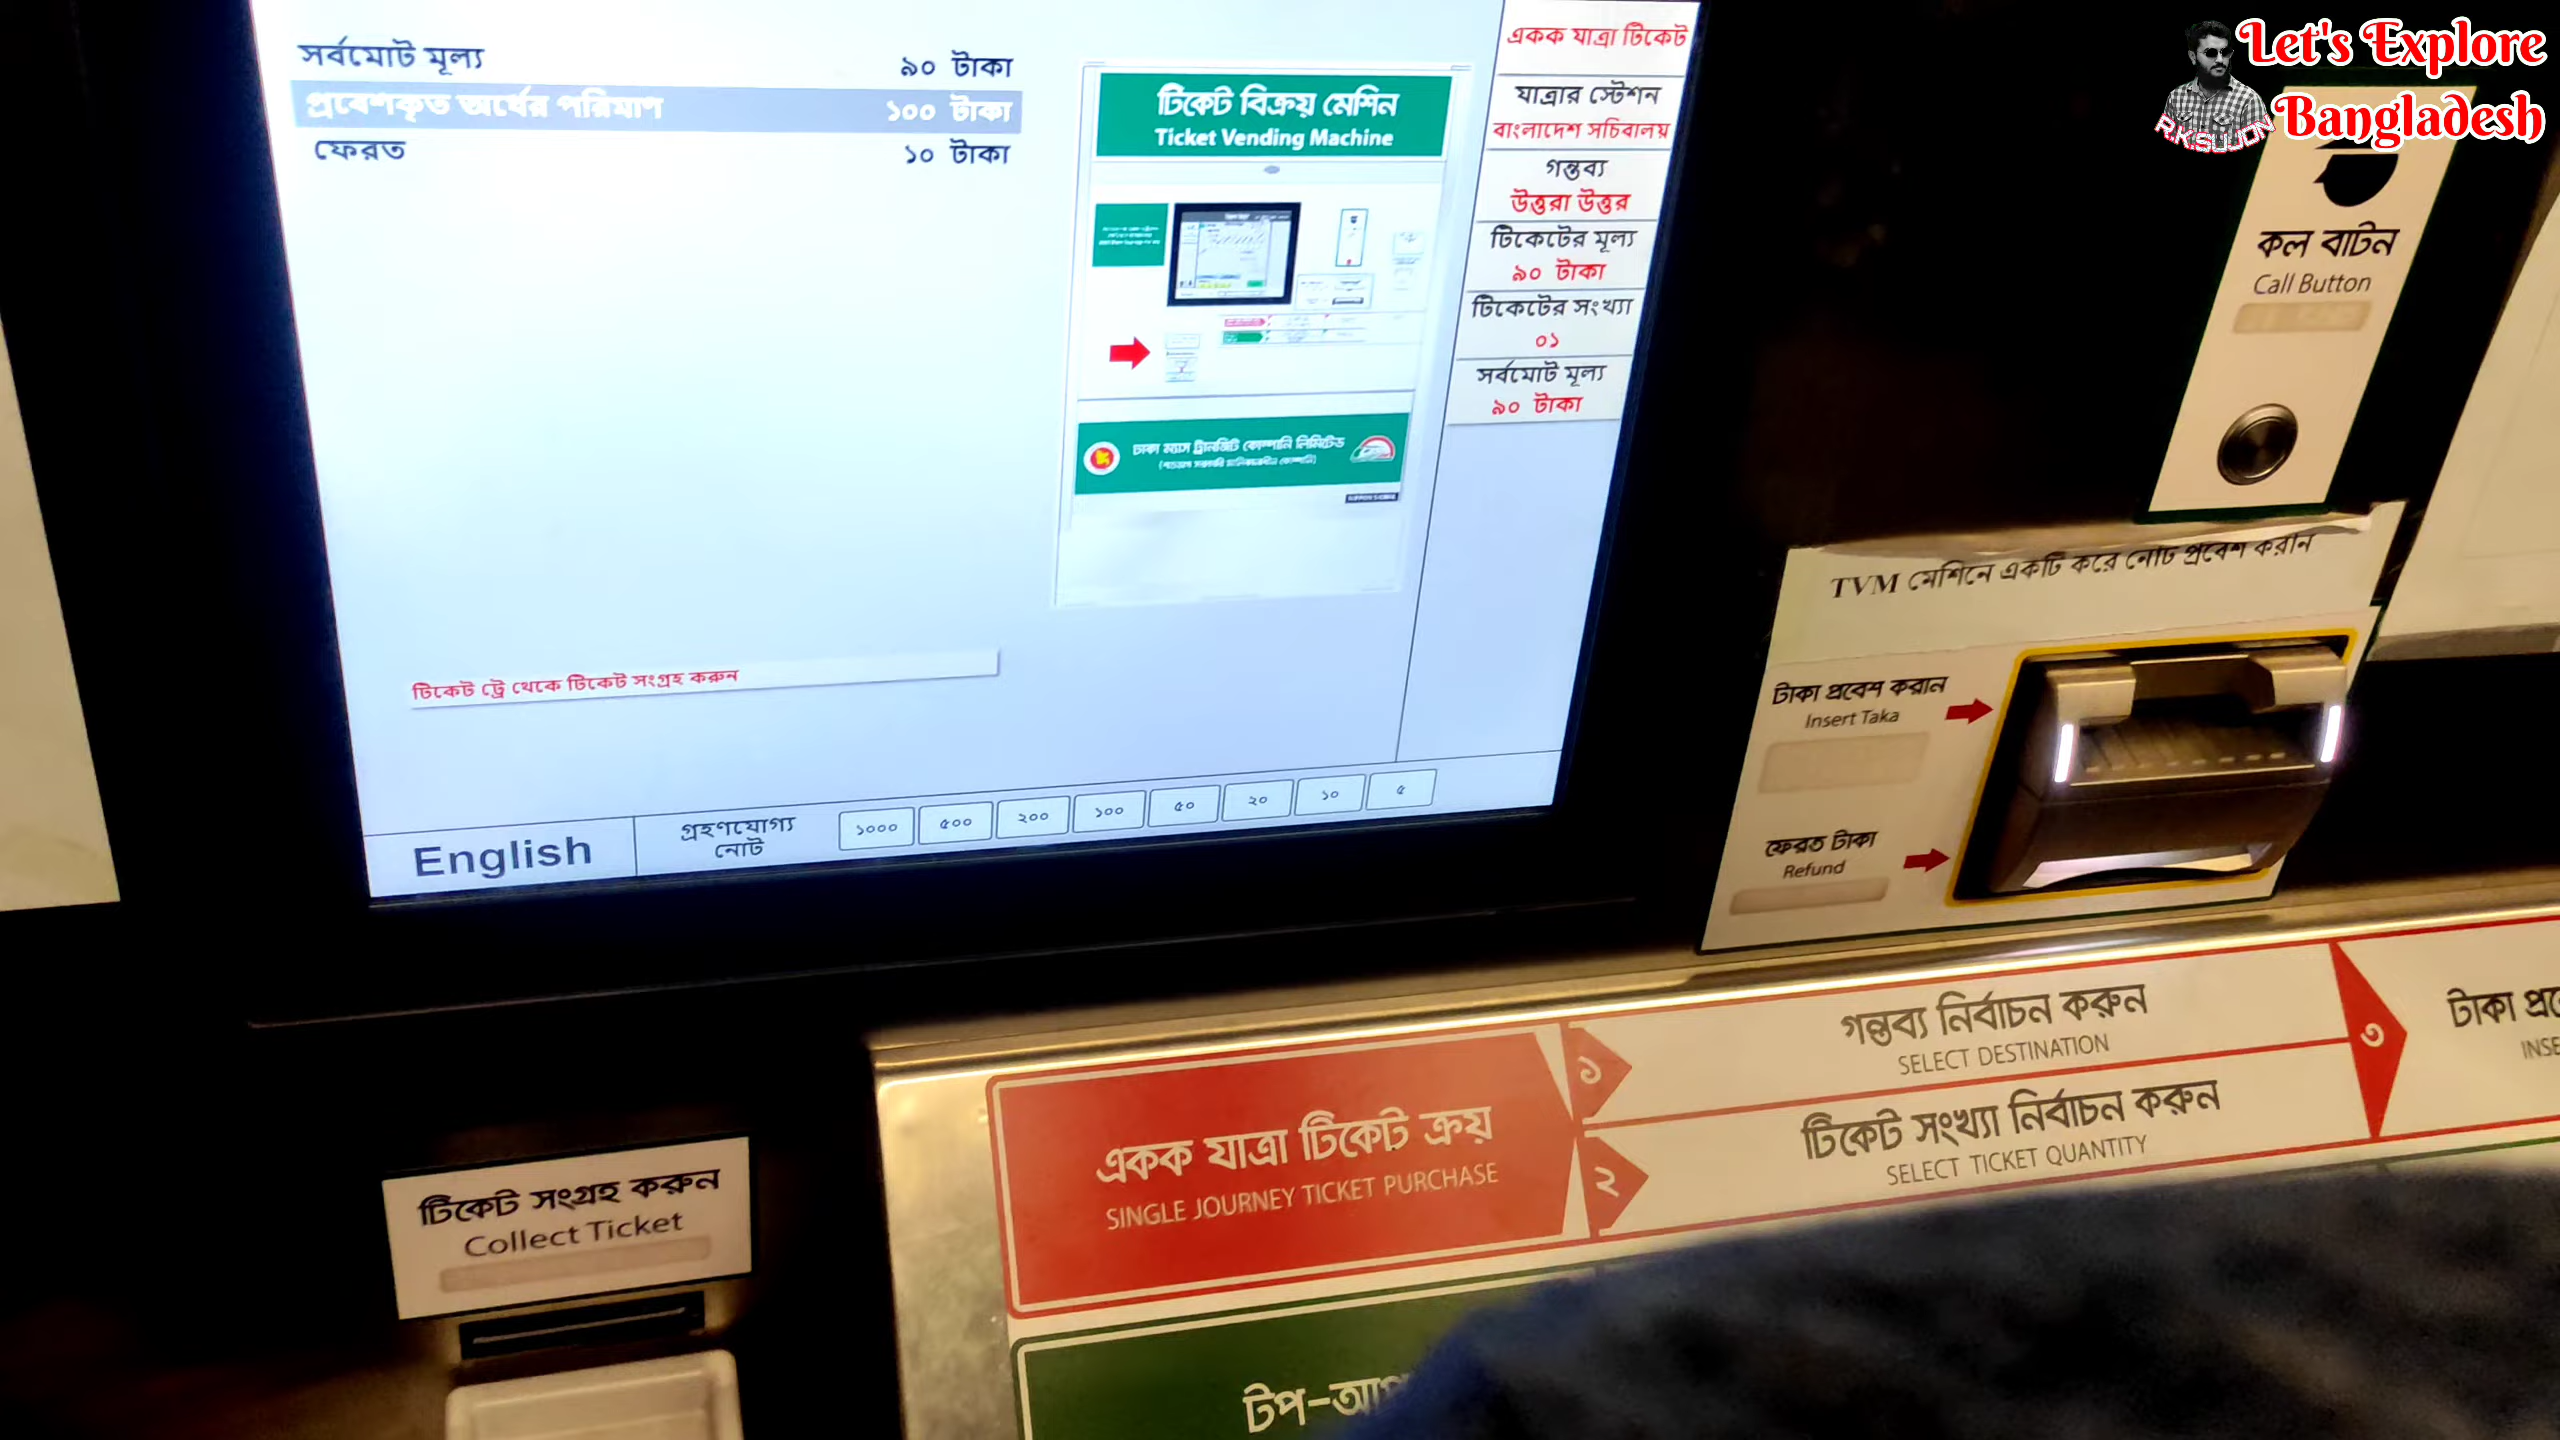 সর্বমোট মূল্য ৯০ টাকা
প্রবেশকৃত অর্থের পরিমাণ ১০০ টাকা
ফেরত ১০ টাকা
টিকেট বিক্রয় মেশিন
Ticket Vending Machine
ঢাকা ম্যাস ট্রানজিট কোম্পানি লিমিটেড
টিকেট ট্রে থেকে টিকেট সংগ্রহ করুন
English
গ্রহণযোগ্য
নোট
১০০০ ৫০০ ২০০ ১০০ ৫০ ২০ ১০ ৫
একক যাত্রা টিকেট
যাত্রার স্টেশন
বাংলাদেশ সচিবালয়
গন্তব্য
উত্তরা উত্তর
টিকেটের মূল্য
৯০ টাকা
টিকেটের সংখ্যা
০১
সর্বমোট মূল্য
৯০ টাকা
Let's Explore
Bangladesh
R.K.SUJON
কল বাটন
Call Button
TVM মেশিনে একটি করে নোট প্রবেশ করান
টাকা প্রবেশ করান
Insert Taka
ফেরত টাকা
Refund
টিকেট সংগ্রহ করুন
Collect Ticket
একক যাত্রা টিকেট ক্রয়
SINGLE JOURNEY TICKET PURCHASE
১
গন্তব্য নির্বাচন করুন
SELECT DESTINATION
২
টিকেট সংখ্যা নির্বাচন করুন
SELECT TICKET QUANTITY
৩
টাকা প্র
INSE
টপ-আপ